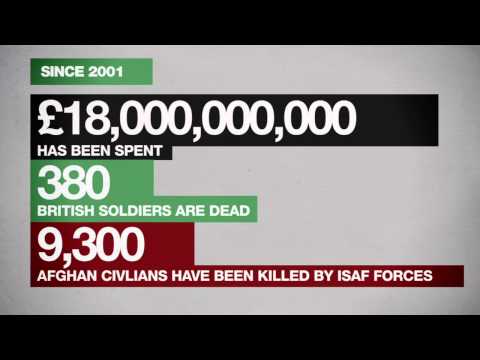 SINCE 2001
£18,000,000,000
HAS BEEN SPENT
380
BRITISH SOLDIERS ARE DEAD
9,300
AFGHAN CIVLIANS HAVE BEEN KILLED BY ISAF FORCES